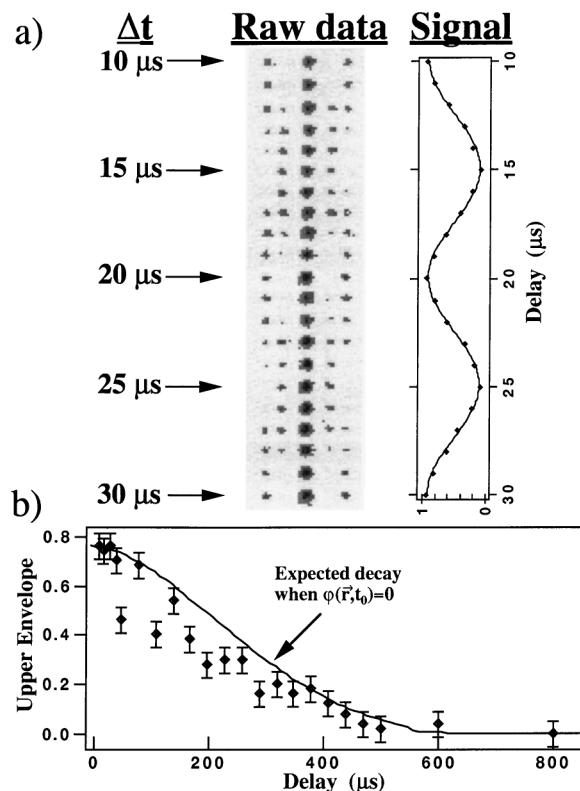 a)
Δt Raw data Signal
10 μs
15 μs
20 μs
25 μs
30 μs
10
15
20
25
30
Delay (μs)
1 0
b)
0.8
0.6
0.4
0.2
0.0
Upper Envelope
Expected decay
when φ(r⃗,t₀)=0
0 200 400 600 800
Delay (μs)